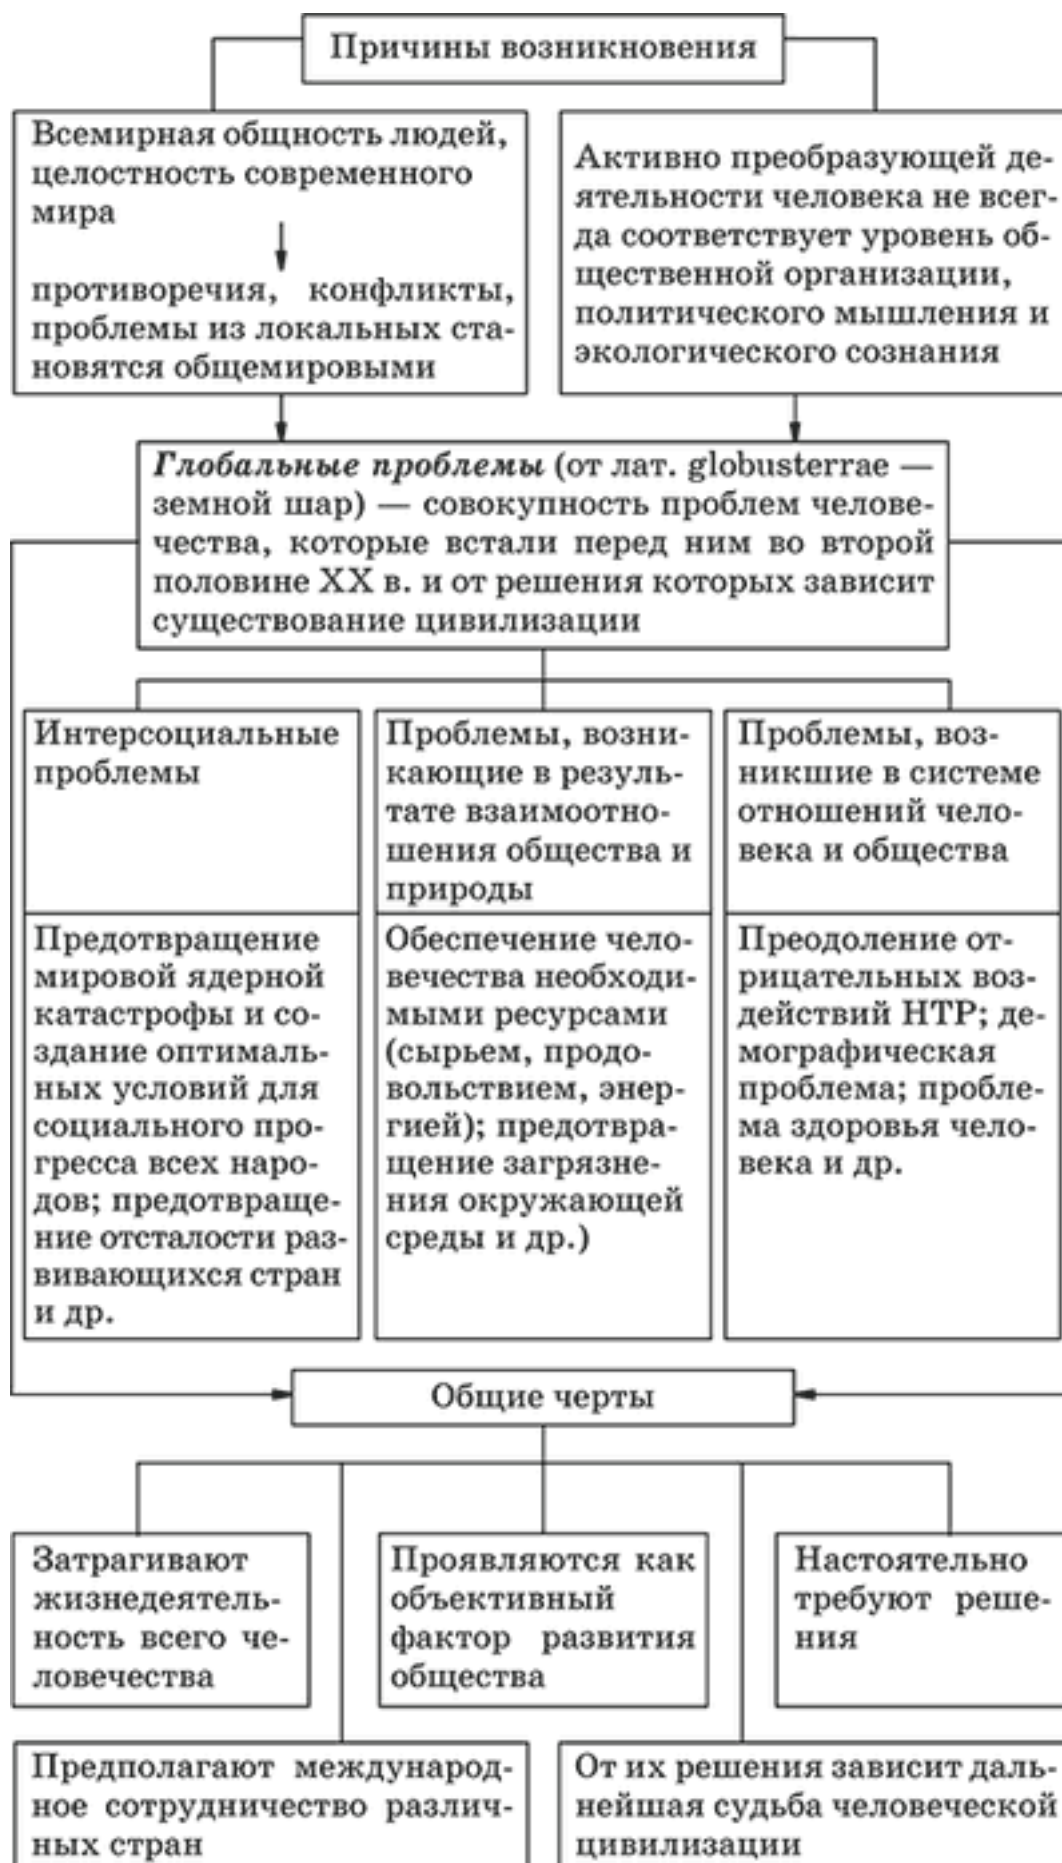 Причины возникновения
Всемирная общность людей,
целостность современного
мира
противоречия, конфликты,
проблемы из локальных ста-
новятся общемировыми
Активно преобразующей де-
ятельности человека не всег-
да соответствует уровень об-
щественной организации,
политического мышления и
экологического сознания
Глобальные проблемы (от лат. globusterrae —
земной шар) — совокупность проблем челове-
чества, которые встали перед ним во второй
половине XX в. и от решения которых зависит
существование цивилизации
Интерсоциальные
проблемы
Проблемы, возни-
кающие в резуль-
тате взаимоотно-
шения общества и
природы
Проблемы, воз-
никшие в системе
отношений чело-
века и общества
Предотвращение
мировой ядерной
катастрофы и со-
здание оптималь-
ных условий для
социального про-
гресса всех наро-
дов; предотвраще-
ние отсталости раз-
вивающихся стран
и др.
Обеспечение чело-
вечества необходи-
мыми ресурсами
(сырьем, продо-
вольствием, энер-
гией); предотвра-
щение загрязне-
ния окружающей
среды и др.)
Преодоление от-
рицательных воз-
действий НТР; де-
мографическая
проблема; пробле-
ма здоровья чело-
века и др.
Общие черты
Затрагивают
жизнедеятель-
ность всего че-
ловечества
Проявляются как
объективный
фактор развития
общества
Настоятельно
требуют реше-
ния
Предполагают международ-
ное сотрудничество различ-
ных стран
От их решения зависит даль-
нейшая судьба человеческой
цивилизации